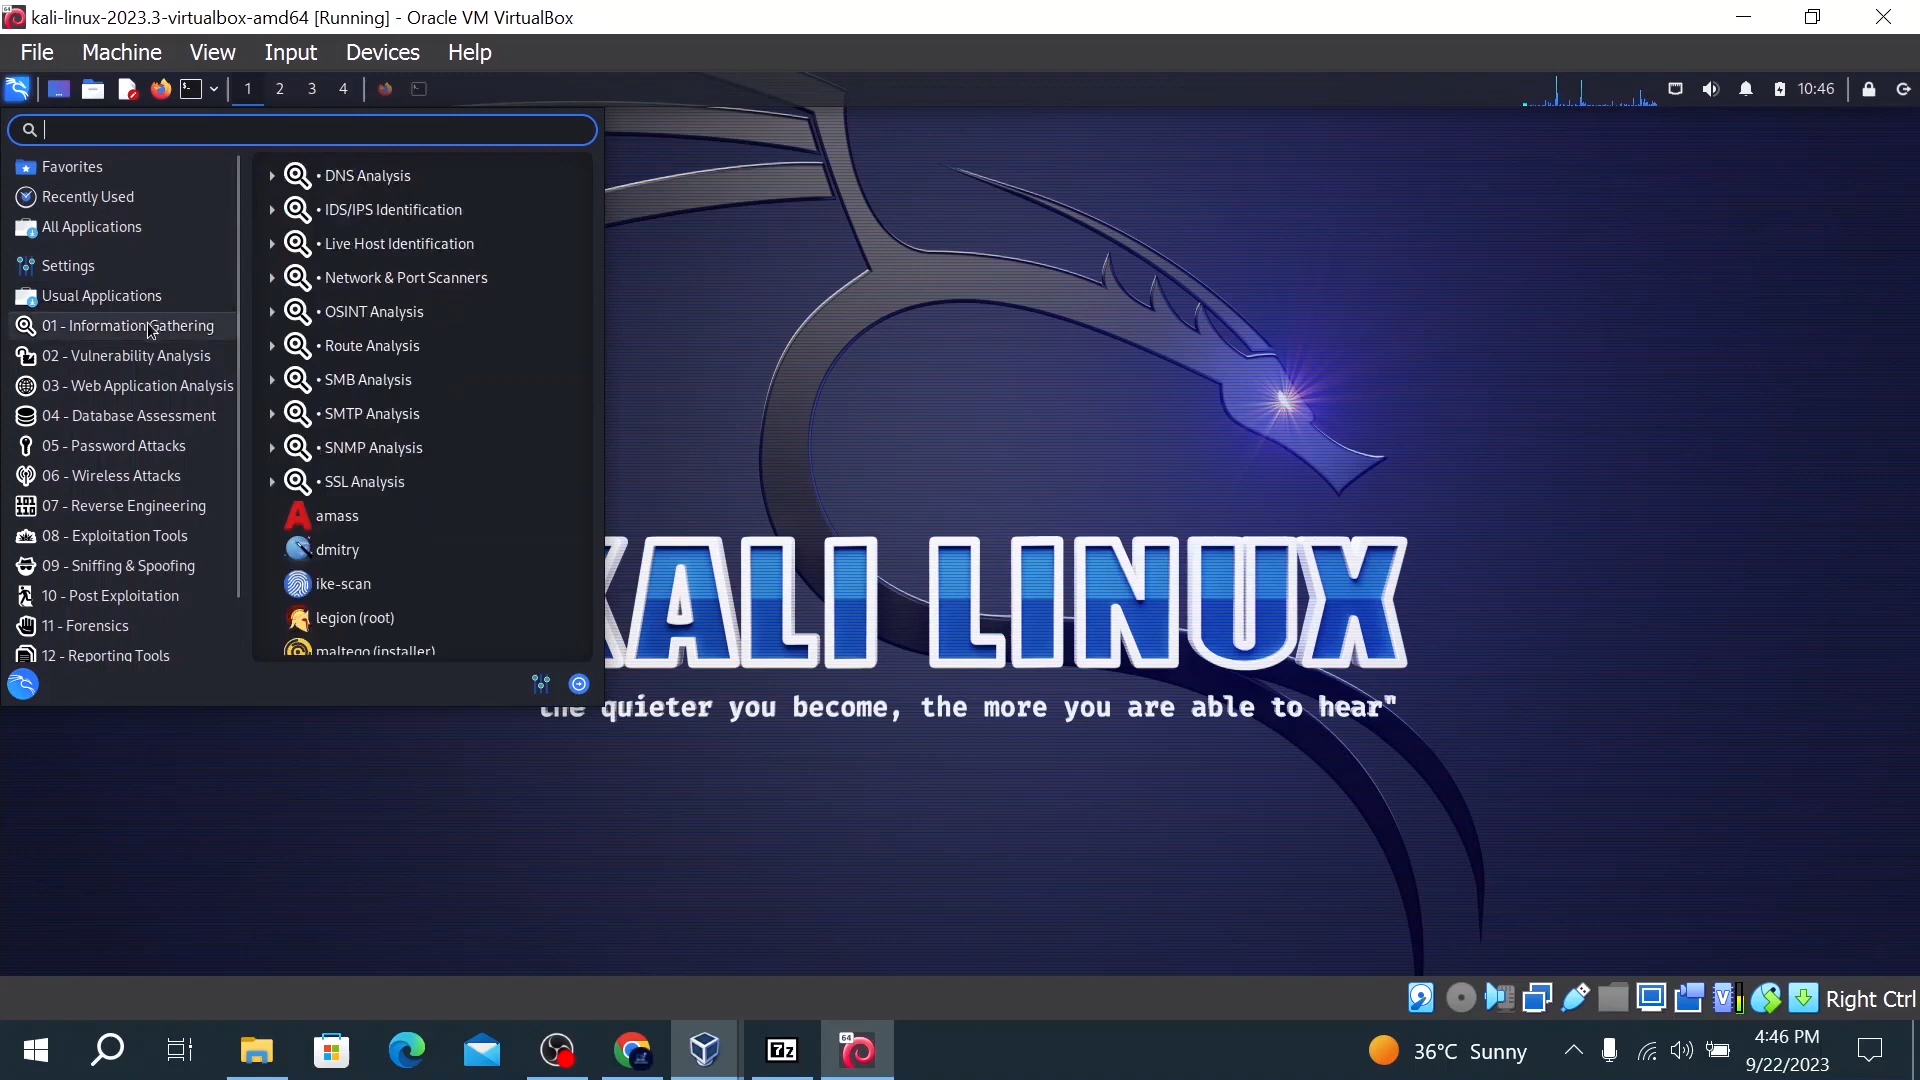 kali-linux-2023.3-virtualbox-amd64 [Running] - Oracle VM VirtualBox
File Machine View Input Devices Help
1 2 3 4
10:46
Favorites
Recently Used
All Applications
Settings
Usual Applications
01 - Information Gathering
02 - Vulnerability Analysis
03 - Web Application Analysis
04 - Database Assessment
05 - Password Attacks
06 - Wireless Attacks
07 - Reverse Engineering
08 - Exploitation Tools
09 - Sniffing & Spoofing
10 - Post Exploitation
11 - Forensics
12 - Reporting Tools
• DNS Analysis
• IDS/IPS Identification
• Live Host Identification
• Network & Port Scanners
• OSINT Analysis
• Route Analysis
• SMB Analysis
• SMTP Analysis
• SNMP Analysis
• SSL Analysis
amass
dmitry
ike-scan
legion (root)
maltego (installer)
KALI LINUX
the quieter you become, the more you are able to hear"
Right Ctrl
7z
64
36°C Sunny
4:46 PM
9/22/2023